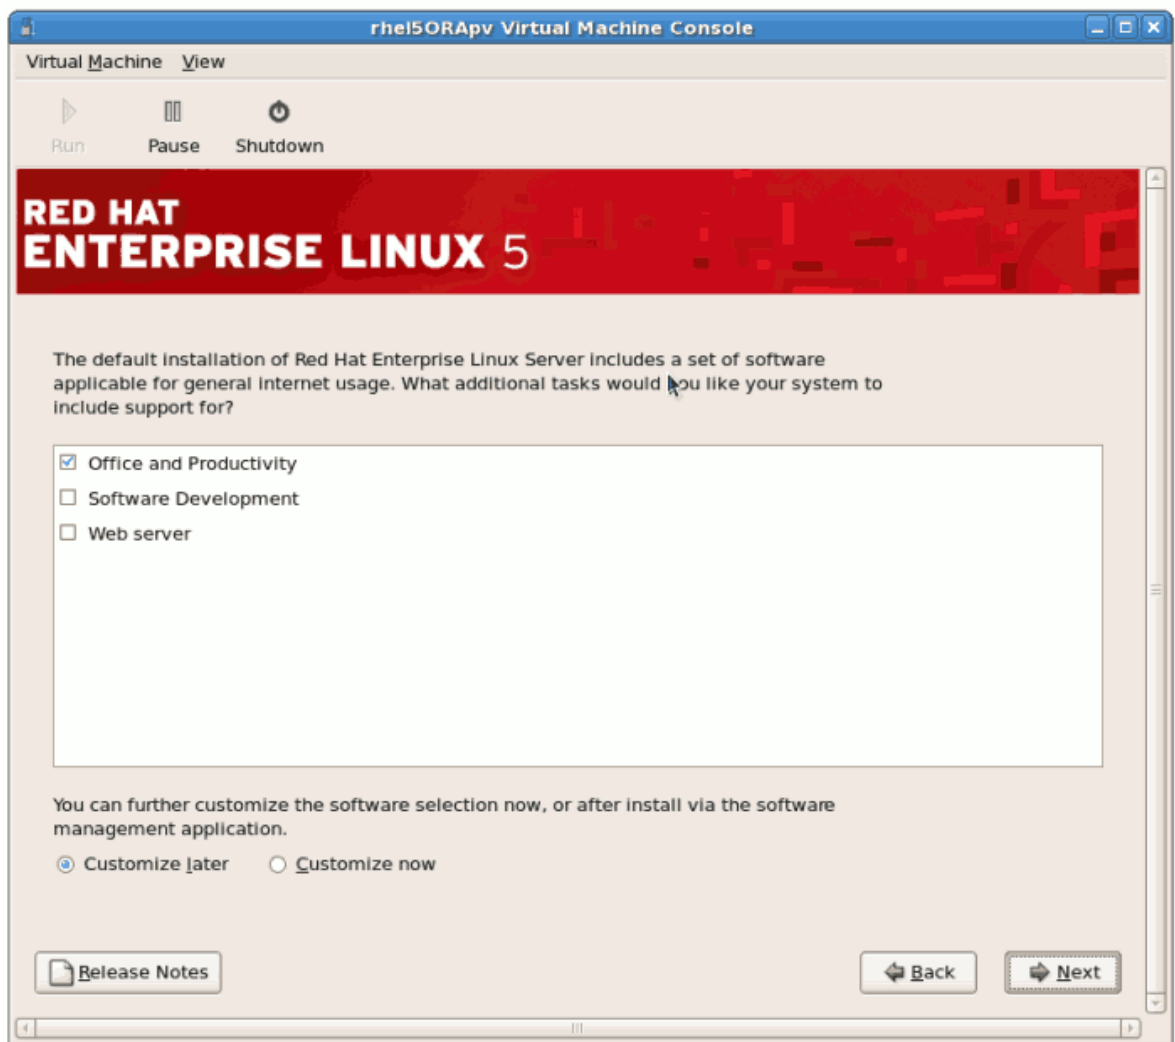 rhel5ORApv Virtual Machine Console
Virtual Machine View
Run Pause Shutdown
RED HAT
ENTERPRISE LINUX 5
The default installation of Red Hat Enterprise Linux Server includes a set of software
applicable for general internet usage. What additional tasks would you like your system to
include support for?
Office and Productivity
Software Development
Web server
You can further customize the software selection now, or after install via the software
management application.
Customize later Customize now
Release Notes Back Next